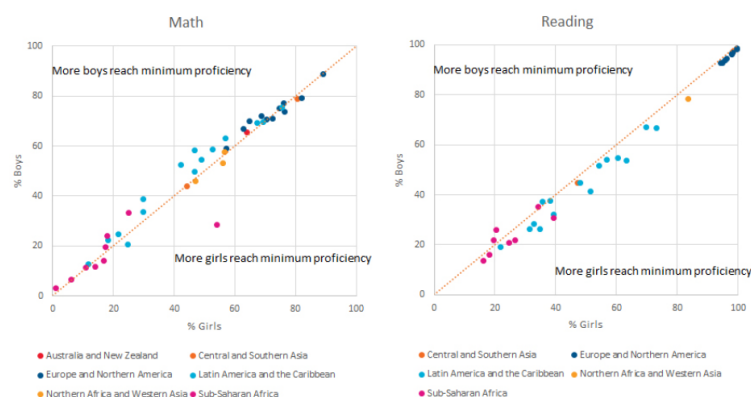 Math
100
More boys reach minimum proficiency
80
60
% Boys
40
20
More girls reach minimum proficiency
0
0 20 40 60 80 100
% Girls
Australia and New Zealand Central and Southern Asia
Europe and Northern America Latin America and the Caribbean
Northern Africa and Western Asia Sub-Saharan Africa
Reading
100
More boys reach minimum proficiency
80
60
% Boys
40
20
More girls reach minimum proficiency
0
0 20 40 60 80 100
% Girls
Central and Southern Asia Europe and Northern America
Latin America and the Caribbean Northern Africa and Western Asia
Sub-Saharan Africa